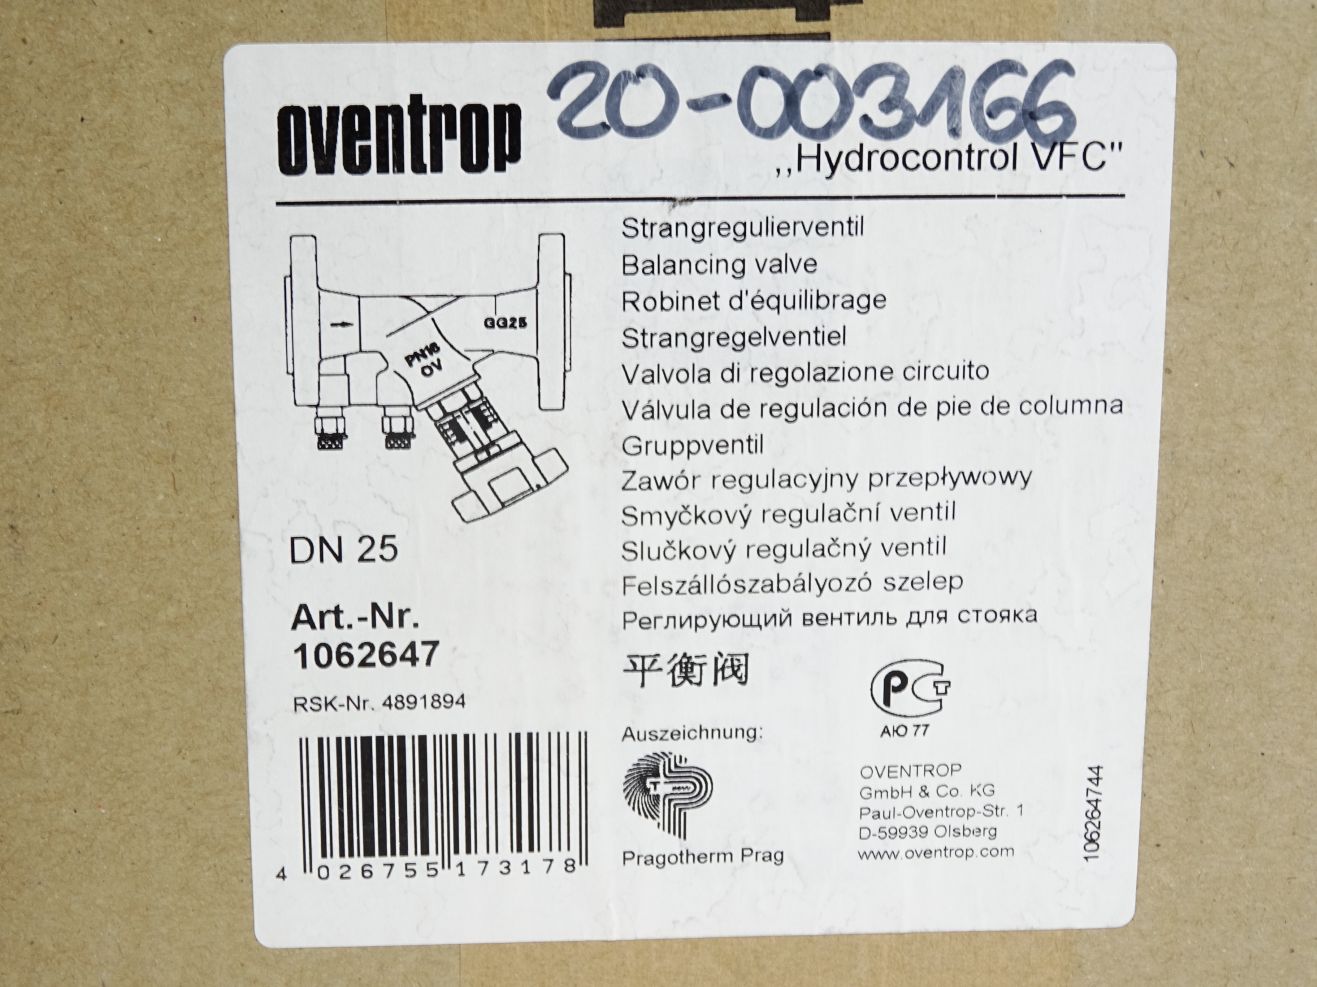 20-003166
oventrop
,,Hydrocontrol VFC"
Strangregulierventil
Balancing valve
Robinet d'équilibrage
Strangregelventiel
Valvola di regolazione circuito
Válvula de regulación de pie de columna
Gruppventil
Zawór regulacyjny przepływowy
Smyčkový regulační ventil
Slučkový regulačný ventil
Felszállószabályozó szelep
Реглирующий вентиль для стояка
平衡阀
GG25
PN16
OV
DN 25
Art.-Nr.
1062647
RSK-Nr. 4891894
4 026755 173178
Auszeichnung:
Pragotherm Prag
РСТ
АЮ 77
OVENTROP
GmbH & Co. KG
Paul-Oventrop-Str. 1
D-59939 Olsberg
www.oventrop.com
106264744